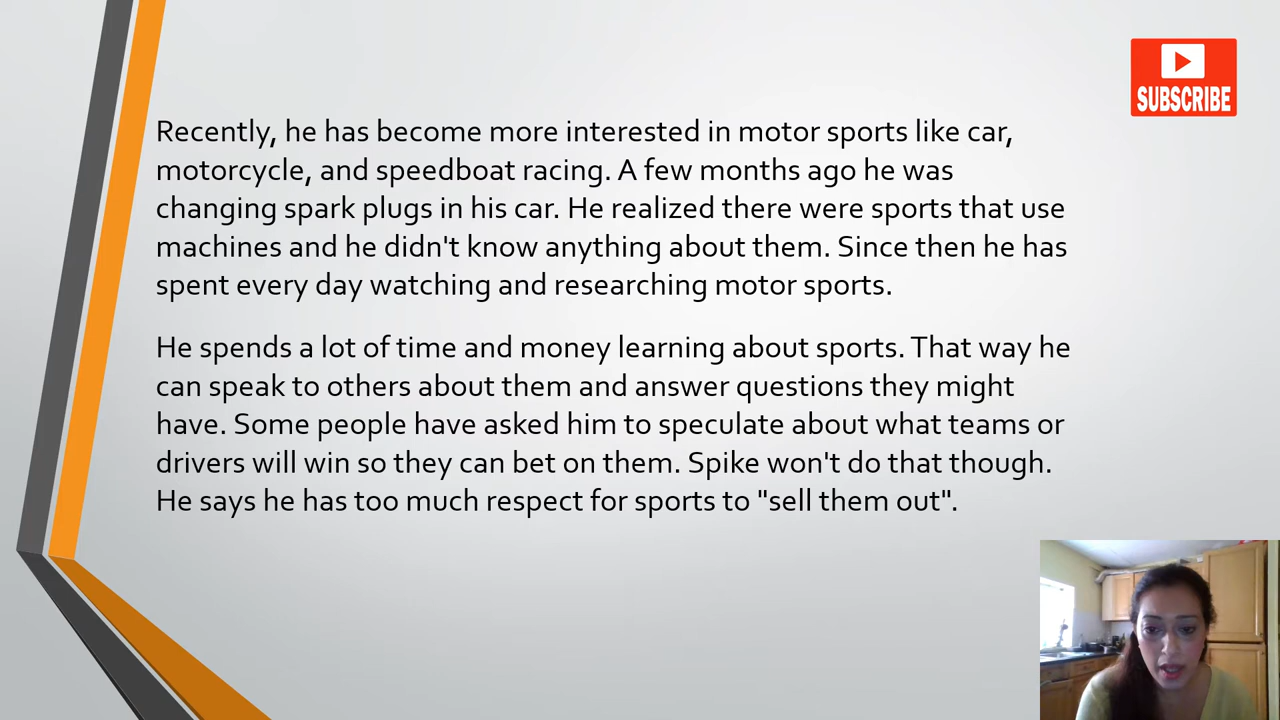 SUBSCRIBE
Recently, he has become more interested in motor sports like car,
motorcycle, and speedboat racing. A few months ago he was
changing spark plugs in his car. He realized there were sports that use
machines and he didn't know anything about them. Since then he has
spent every day watching and researching motor sports.
He spends a lot of time and money learning about sports. That way he
can speak to others about them and answer questions they might
have. Some people have asked him to speculate about what teams or
drivers will win so they can bet on them. Spike won't do that though.
He says he has too much respect for sports to "sell them out".